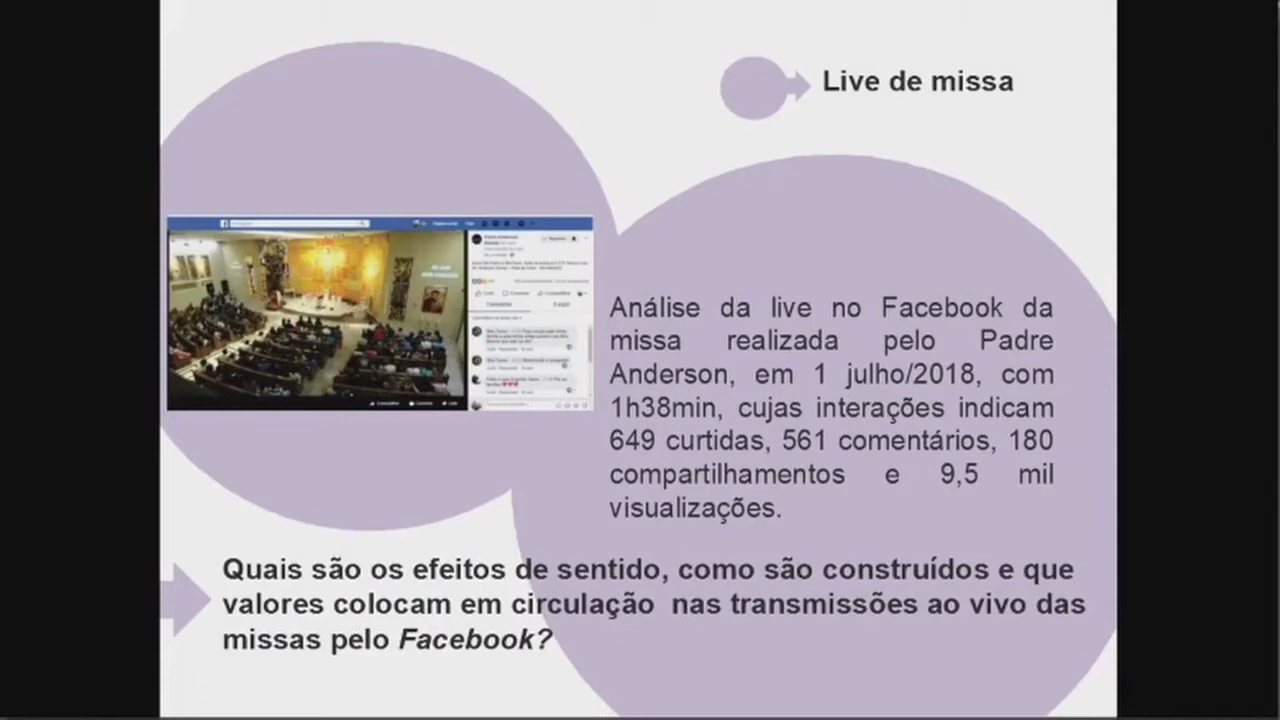 Live de missa
Análise da live no Facebook da
missa realizada pelo Padre
Anderson, em 1 julho/2018, com
1h38min, cujas interações indicam
649 curtidas, 561 comentários, 180
compartilhamentos e 9,5 mil
visualizações.
Quais são os efeitos de sentido, como são construídos e que
valores colocam em circulação nas transmissões ao vivo das
missas pelo Facebook?